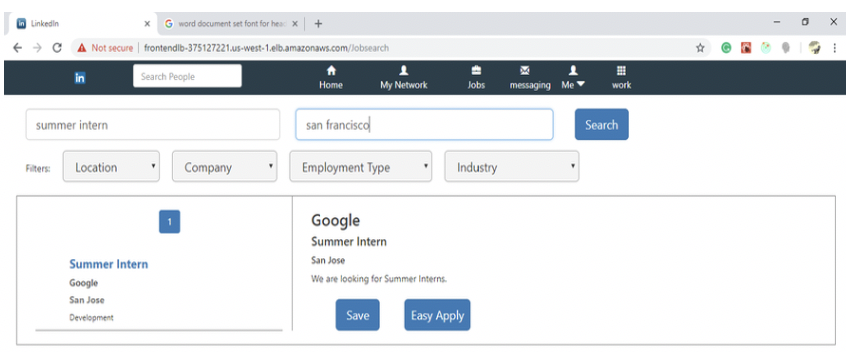 LinkedIn
word document set font for head
Not secure | frontendlb-375127221.us-west-1.elb.amazonaws.com/Jobsearch
in Search People Home My Network Jobs messaging Me work
summer intern san francisco Search
Filters: Location Company Employment Type Industry
1
Summer Intern
Google
San Jose
Development
Google
Summer Intern
San Jose
We are looking for Summer Interns.
Save Easy Apply